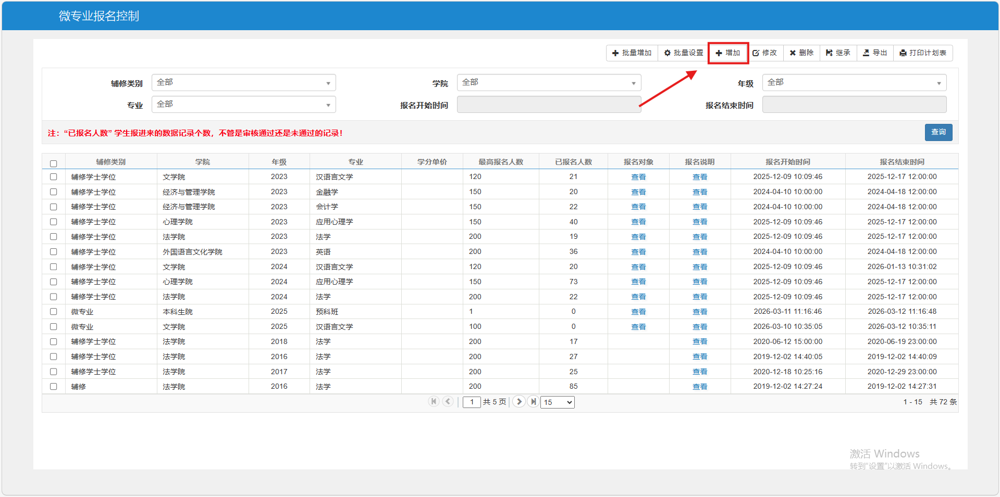 微专业报名控制
批量增加 批量设置 增加 修改 删除 继承 导出 打印计划表
辅修类别 全部 学院 全部 年级 全部
专业 全部 报名开始时间 报名结束时间
注：“已报名人数” 学生报进来的数据记录个数，不管是审核通过还是未通过的记录！ 查询
辅修类别 学院 年级 专业 学分单价 最高报名人数 已报名人数 报名对象 报名说明 报名开始时间 报名结束时间
辅修学士学位 文学院 2023 汉语言文学 120 21 查看 查看 2025-12-09 10:09:46 2025-12-17 12:00:00
辅修学士学位 经济与管理学院 2023 金融学 150 20 查看 查看 2024-04-10 10:00:00 2024-04-18 12:00:00
辅修学士学位 经济与管理学院 2023 会计学 150 22 查看 查看 2024-04-10 10:00:00 2024-04-18 12:00:00
辅修学士学位 心理学院 2023 应用心理学 150 40 查看 查看 2025-12-09 10:09:46 2025-12-17 12:00:00
辅修学士学位 法学院 2023 法学 200 19 查看 查看 2025-12-09 10:09:46 2025-12-17 12:00:00
辅修学士学位 外国语言文化学院 2023 英语 200 36 查看 查看 2024-04-10 10:00:00 2024-04-18 12:00:00
辅修学士学位 文学院 2024 汉语言文学 120 20 查看 查看 2025-12-09 10:09:46 2026-01-13 10:31:02
辅修学士学位 心理学院 2024 应用心理学 150 73 查看 查看 2025-12-09 10:09:46 2025-12-17 12:00:00
辅修学士学位 法学院 2024 法学 200 22 查看 查看 2025-12-09 10:09:46 2025-12-17 12:00:00
微专业 本科生院 2025 预科班 1 0 查看 查看 2026-03-11 11:16:46 2026-03-12 11:16:48
微专业 文学院 2025 汉语言文学 100 0 查看 查看 2026-03-10 10:35:05 2026-03-12 10:35:11
辅修学士学位 法学院 2018 法学 200 17 查看 2020-06-12 15:00:00 2020-06-19 23:00:00
辅修学士学位 法学院 2016 法学 200 27 查看 2019-12-02 14:40:05 2019-12-02 14:40:09
辅修学士学位 法学院 2017 法学 200 25 查看 2020-12-18 10:25:16 2020-12-29 23:00:00
辅修 法学院 2016 法学 200 85 查看 2019-12-02 14:27:24 2019-12-02 14:27:31
1 共 5 页 15 1 - 15 共 72 条
激活 Windows
转到“设置”以激活 Windows。